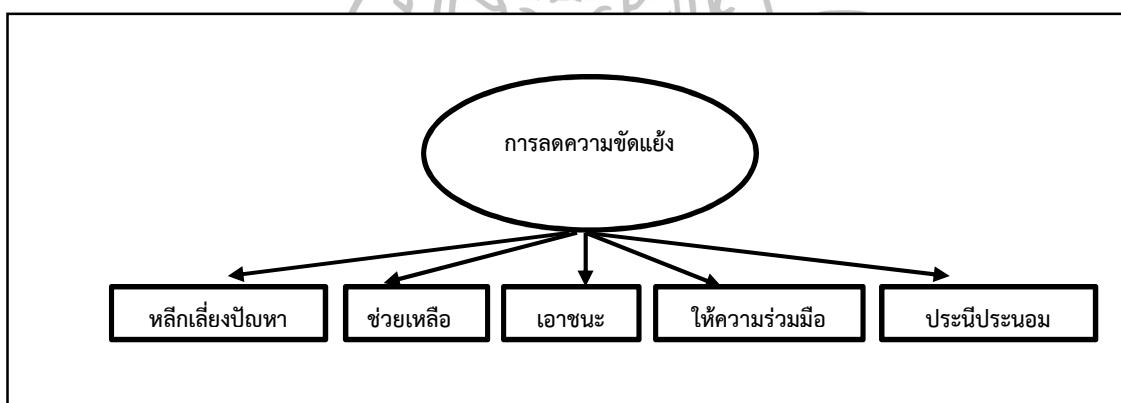 การลดความขัดแย้ง
หลีกเลี่ยงปัญหา
ช่วยเหลือ
เอาชนะ
ให้ความร่วมมือ
ประนีประนอม